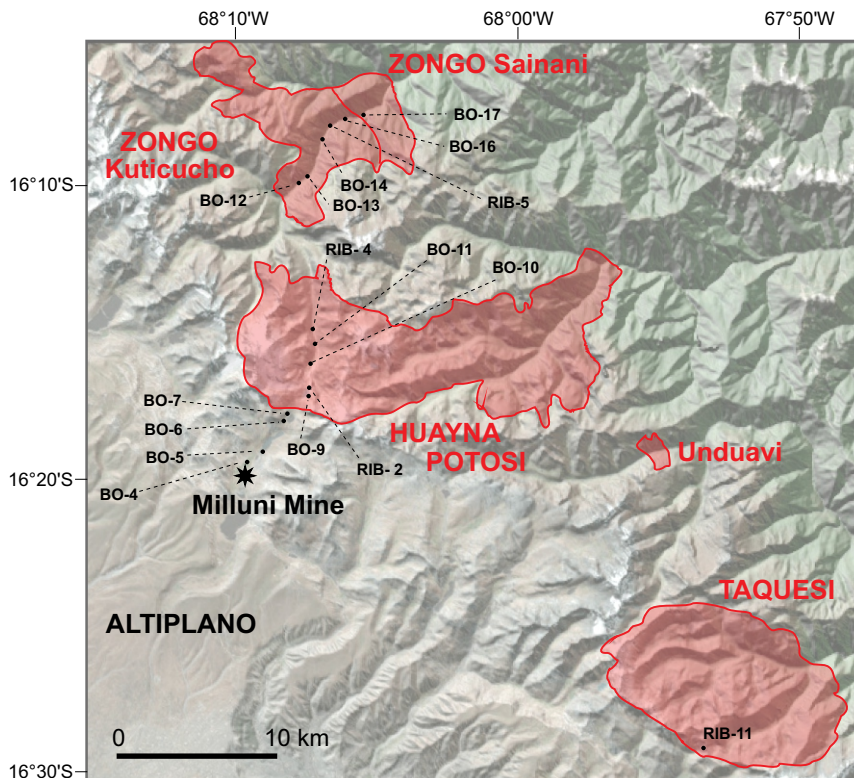 68°10'W
68°00'W
67°50'W
ZONGO Sainani
BO-17
ZONGO
Kuticucho
BO-16
16°10'S
BO-14
BO-12
BO-13
RIB-5
RIB- 4
BO-11
BO-10
BO-7
HUAYNA
POTOSI
BO-6
Unduavi
BO-5
BO-9
RIB- 2
16°20'S
BO-4
Milluni Mine
TAQUESI
ALTIPLANO
RIB-11
0
10 km
16°30'S